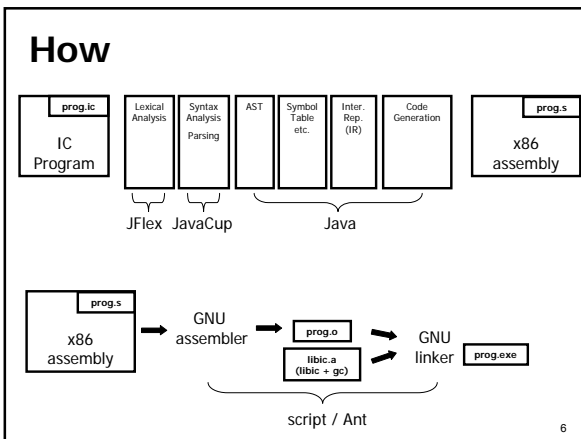 How
prog.ic
IC
Program
Lexical
Analysis
Syntax
Analysis
Parsing
AST
Symbol
Table
etc.
Inter.
Rep.
(IR)
Code
Generation
prog.s
x86
assembly
JFlex
JavaCup
Java
prog.s
x86
assembly
GNU
assembler
prog.o
libic.a
(libic + gc)
GNU
linker
prog.exe
script / Ant
6